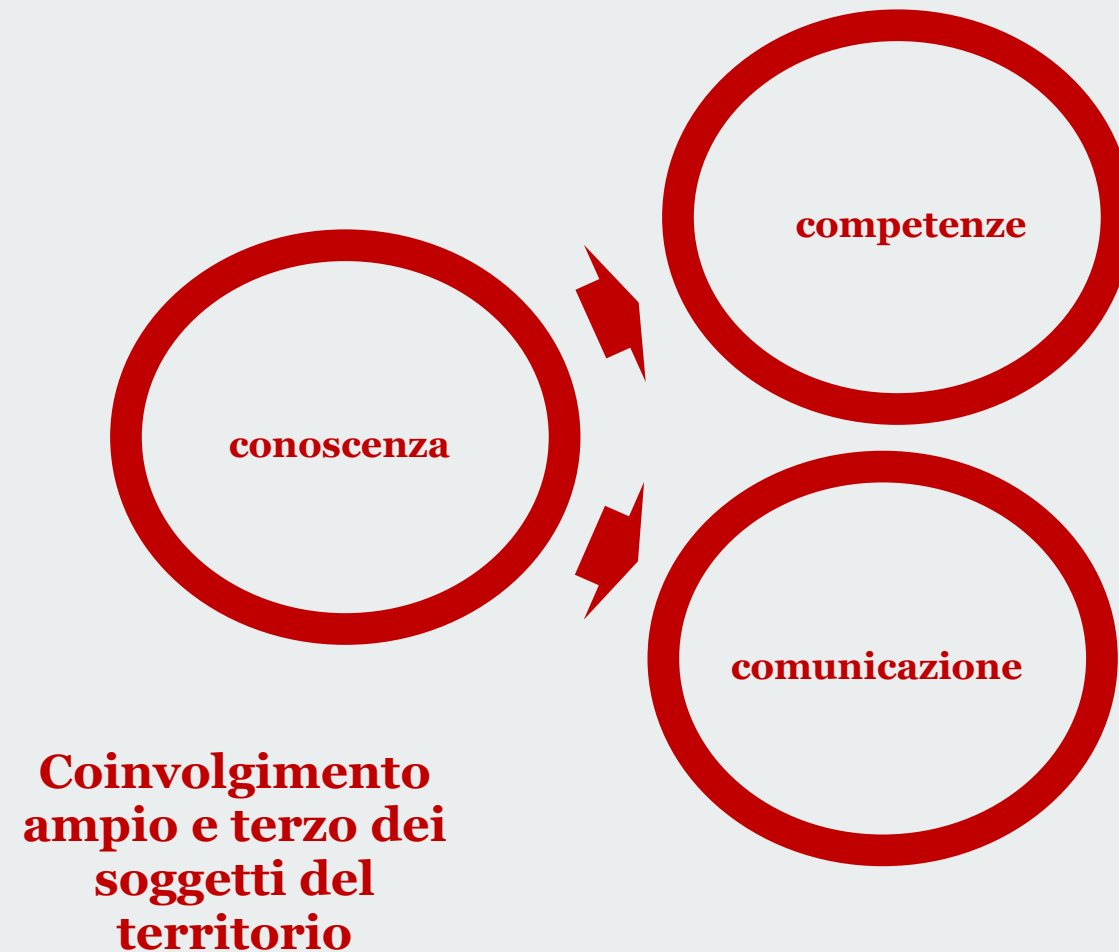 competenze
conoscenza
comunicazione
Coinvolgimento
ampio e terzo dei
soggetti del
territorio